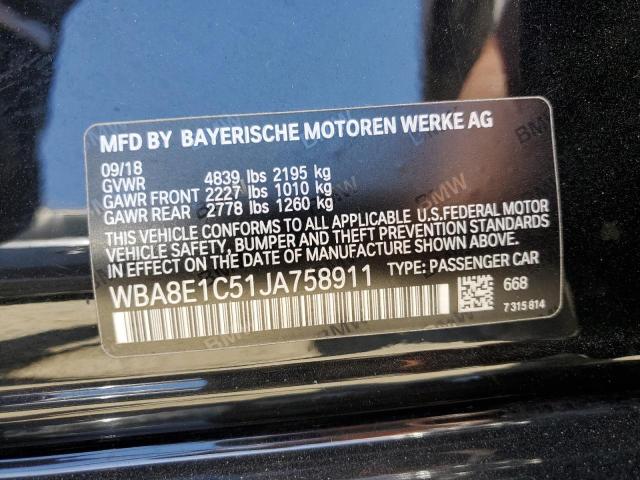 MFD BY BAYERISCHE MOTOREN WERKE AG
09/18
GVWR 4839 lbs 2195 kg
GAWR FRONT 2227 lbs 1010 kg
GAWR REAR 2778 lbs 1260 kg
THIS VEHICLE CONFORMS TO ALL APPLICABLE U.S.FEDERAL MOTOR
VEHICLE SAFETY, BUMPER AND THEFT PREVENTION STANDARDS
IN EFFECT ON THE DATE OF MANUFACTURE SHOWN ABOVE.
WBA8E1C51JA758911 TYPE: PASSENGER CAR
668
7 315 814